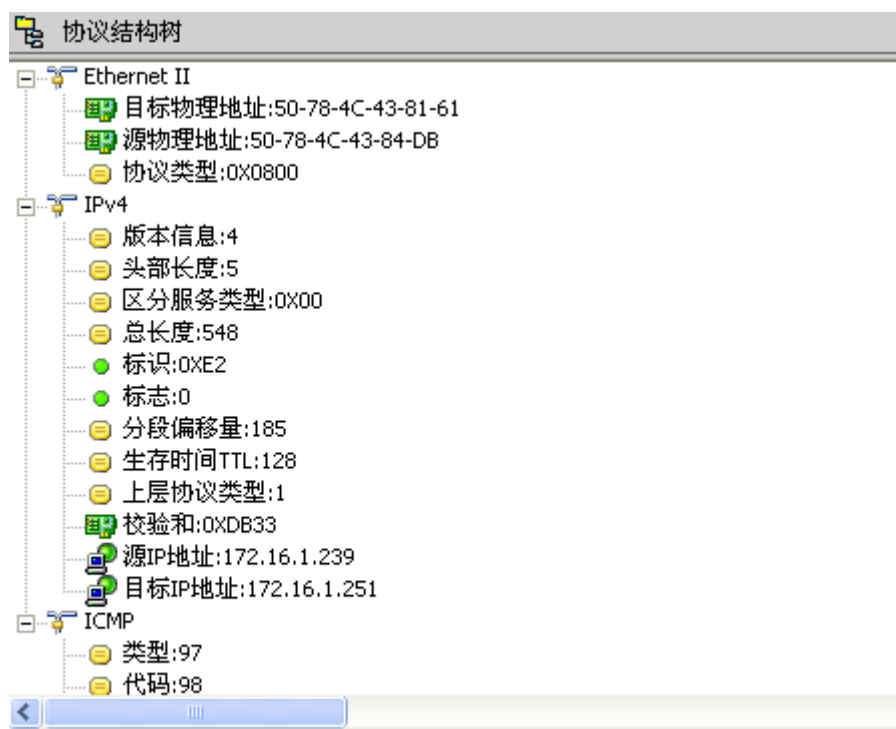 协议结构树
Ethernet II
目标物理地址:50-78-4C-43-81-61
源物理地址:50-78-4C-43-84-DB
协议类型:0X0800
IPv4
版本信息:4
头部长度:5
区分服务类型:0X00
总长度:548
标识:0XE2
标志:0
分段偏移量:185
生存时间TTL:128
上层协议类型:1
校验和:0XDB33
源IP地址:172.16.1.239
目标IP地址:172.16.1.251
ICMP
类型:97
代码:98